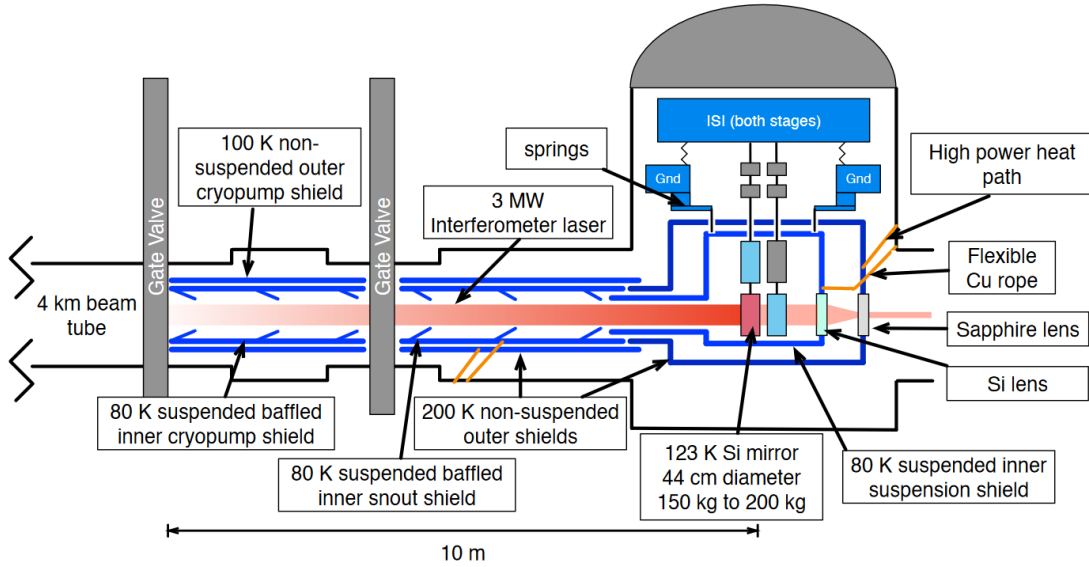 ISI (both stages)
100 K non-
suspended outer
cryopump shield
springs
Gnd
Gnd
High power heat
path
3 MW
Interferometer laser
Gate Valve
Gate Valve
Flexible
Cu rope
4 km beam
tube
Sapphire lens
Si lens
80 K suspended baffled
inner cryopump shield
200 K non-suspended
outer shields
80 K suspended baffled
inner snout shield
123 K Si mirror
44 cm diameter
150 kg to 200 kg
80 K suspended inner
suspension shield
10 m